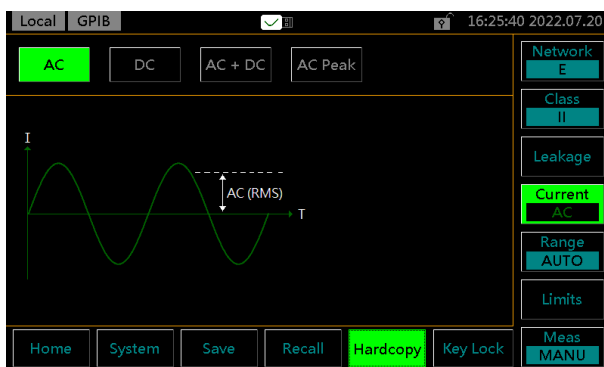 Local GPIB 16:25:40 2022.07.20
AC DC AC + DC AC Peak
I
AC (RMS)
T
Network
E
Class
II
Leakage
Current
AC
Range
AUTO
Limits
Meas
MANU
Home System Save Recall Hardcopy Key Lock